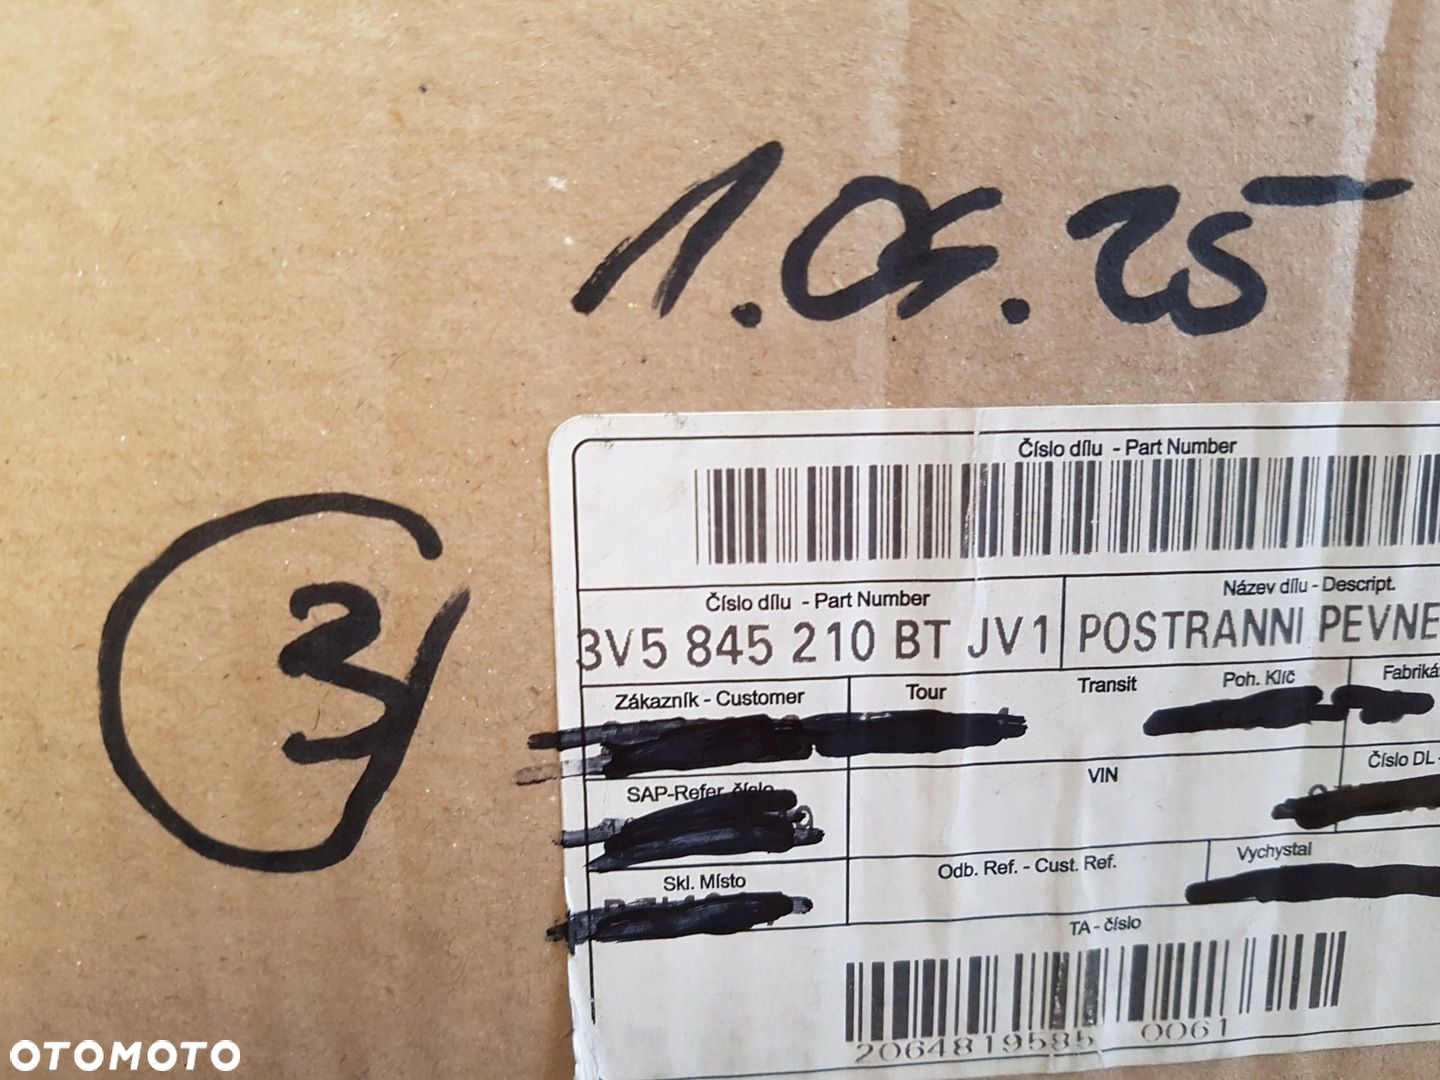 1.05.25
3
Číslo dílu - Part Number
Číslo dílu - Part Number
Název dílu - Descript.
3V5 845 210 BT JV1
POSTRANNI PEVNE
Zákazník - Customer
Tour
Transit
Poh. Klíč
SAP-Refer. číslo
VIN
Číslo DL -
Skl. Místo
Odb. Ref. - Cust. Ref.
Vychystal
TA - číslo
2064819585 0061
OTOMOTO